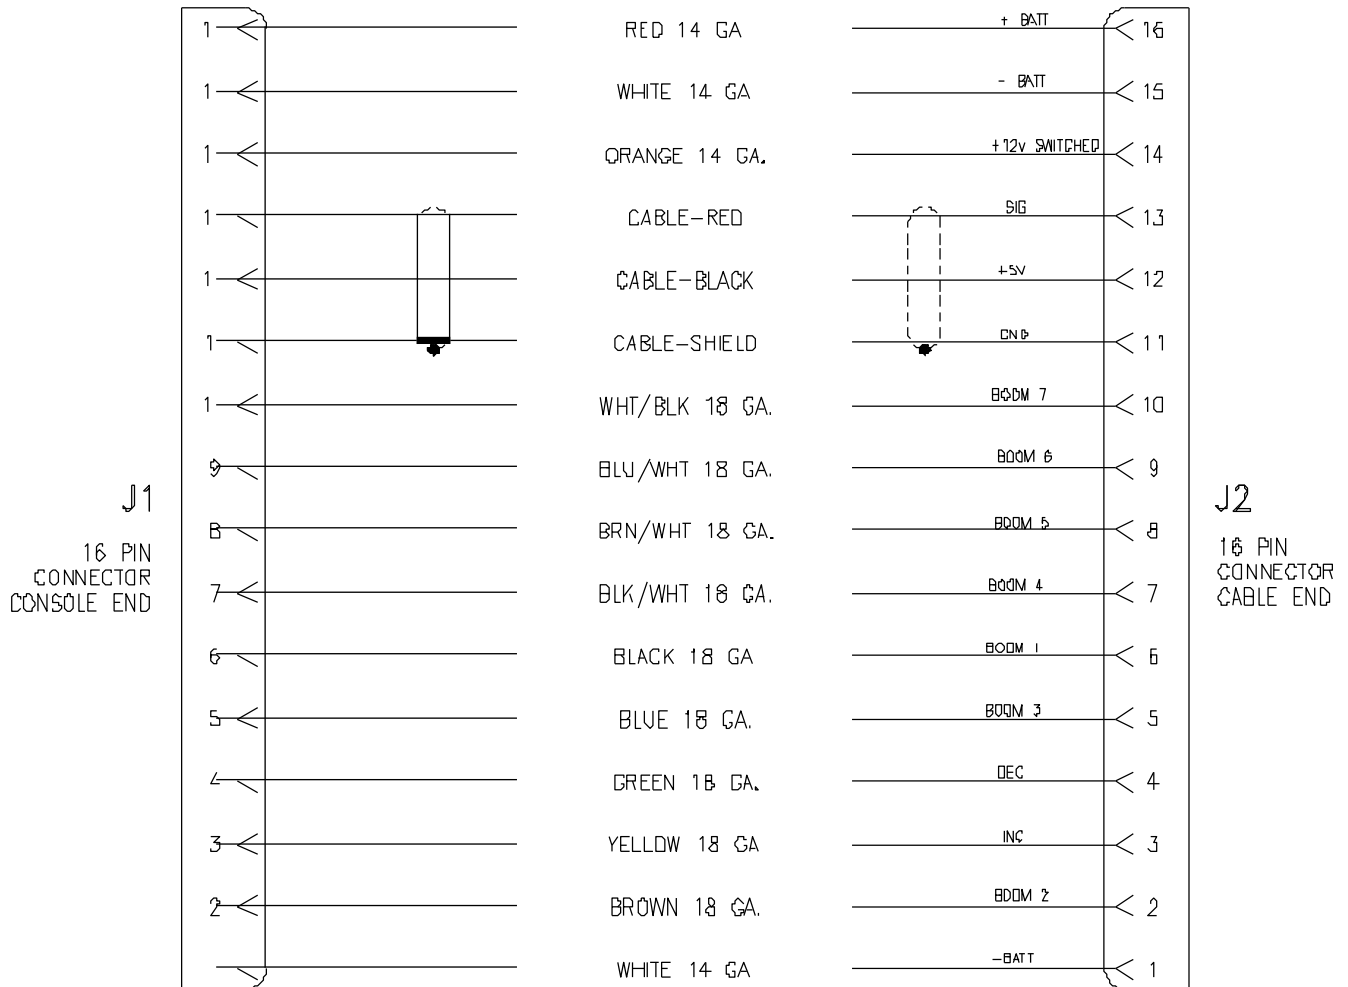 1 RED 14 GA + BATT 16
1 WHITE 14 GA - BATT 15
1 ORANGE 14 GA. +12v SWITCHED 14
1 CABLE-RED SIG 13
1 CABLE-BLACK +5V 12
1 CABLE-SHIELD GND 11
1 WHT/BLK 18 GA. BOOM 7 10
9 BLU/WHT 18 GA. BOOM 6 9
8 BRN/WHT 18 GA. BOOM 5 8
7 BLK/WHT 18 GA. BOOM 4 7
6 BLACK 18 GA BOOM 1 6
5 BLUE 18 GA. BOOM 3 5
4 GREEN 18 GA. DEC 4
3 YELLOW 18 GA INC 3
2 BROWN 18 GA. BOOM 2 2
WHITE 14 GA -BATT 1
J1
16 PIN
CONNECTOR
CONSOLE END
J2
16 PIN
CONNECTOR
CABLE END